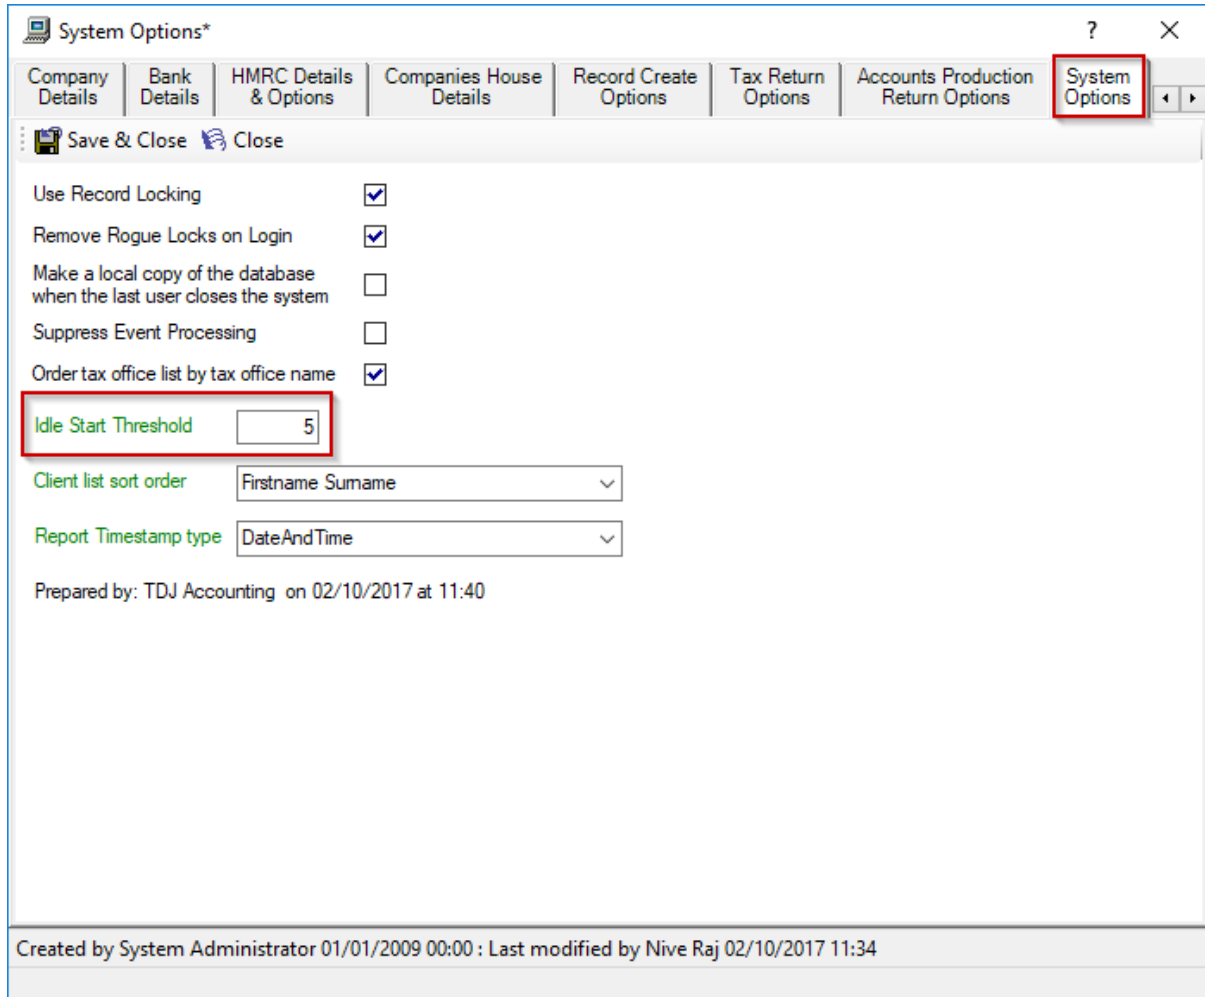 System Options*
?
Company Details
Bank Details
HMRC Details & Options
Companies House Details
Record Create Options
Tax Return Options
Accounts Production Return Options
System Options
Save & Close Close
Use Record Locking
Remove Rogue Locks on Login
Make a local copy of the database
when the last user closes the system
Suppress Event Processing
Order tax office list by tax office name
Idle Start Threshold 5
Client list sort order Firstname Surname
Report Timestamp type DateAndTime
Prepared by: TDJ Accounting on 02/10/2017 at 11:40
Created by System Administrator 01/01/2009 00:00 : Last modified by Nive Raj 02/10/2017 11:34